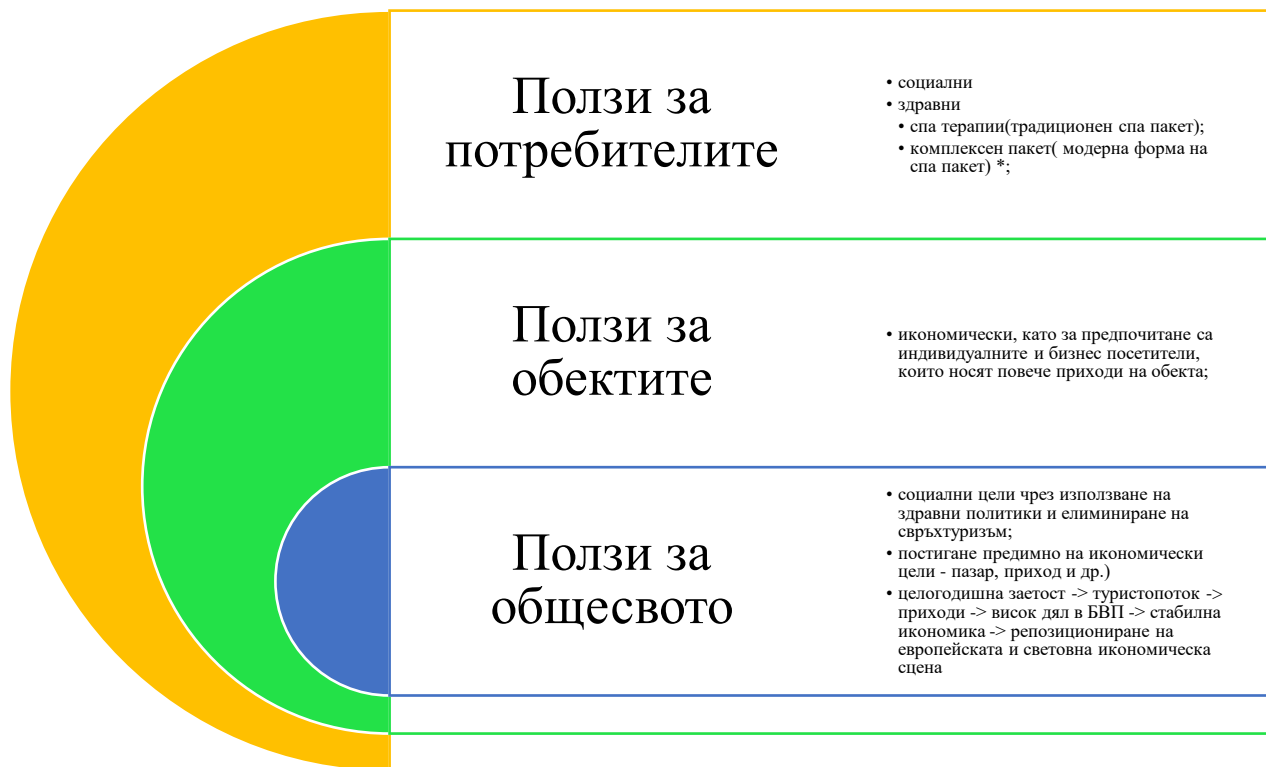 Ползи за
потребителите
• социални
• здравни
• спа терапии(традиционен спа пакет);
• комплексен пакет( модерна форма на
спа пакет) *;
Ползи за
обектите
• икономически, като за предпочитане са
индивидуалните и бизнес посетители,
които носят повече приходи на обекта;
Ползи за
общесвото
• социални цели чрез използване на
здравни политики и елиминиране на
свръхтуризъм;
• постигане предимно на икономически
цели - пазар, приход и др.)
• целогодишна заетост -> туристопоток ->
приходи -> висок дял в БВП -> стабилна
икономика -> репозициониране на
европейската и световна икономическа
сцена